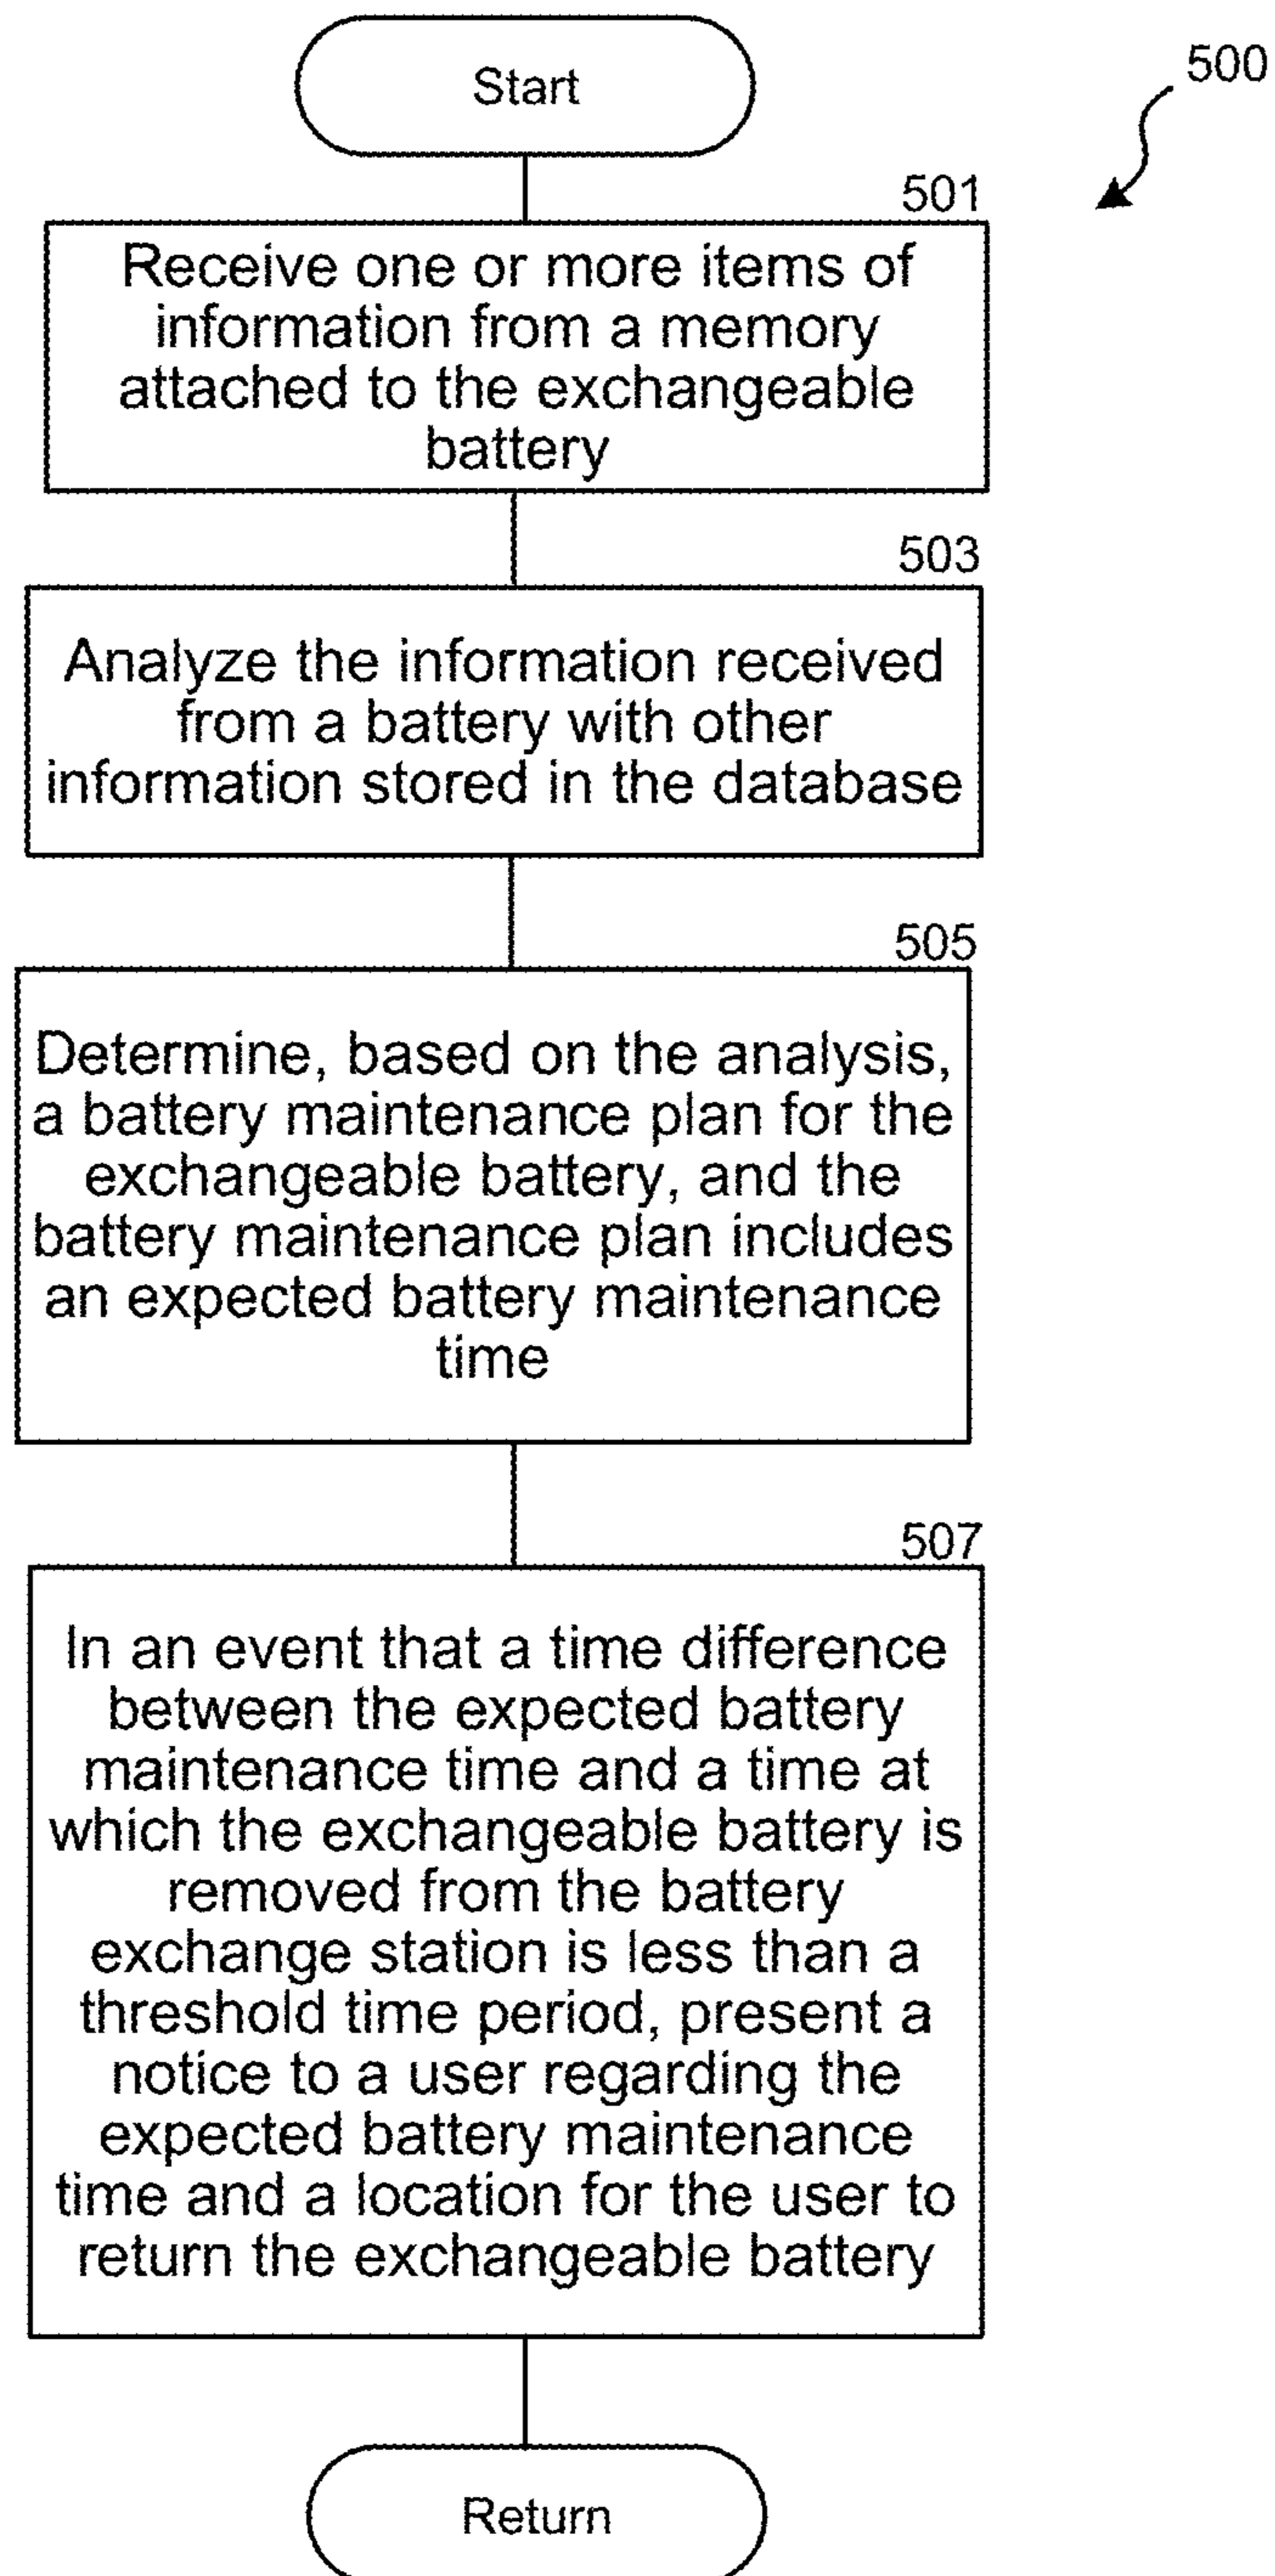 Start
500
501
Receive one or more items of
information from a memory
attached to the exchangeable
battery
503
Analyze the information received
from a battery with other
information stored in the database
505
Determine, based on the analysis,
a battery maintenance plan for the
exchangeable battery, and the
battery maintenance plan includes
an expected battery maintenance
time
507
In an event that a time difference
between the expected battery
maintenance time and a time at
which the exchangeable battery is
removed from the battery
exchange station is less than a
threshold time period, present a
notice to a user regarding the
expected battery maintenance
time and a location for the user to
return the exchangeable battery
Return